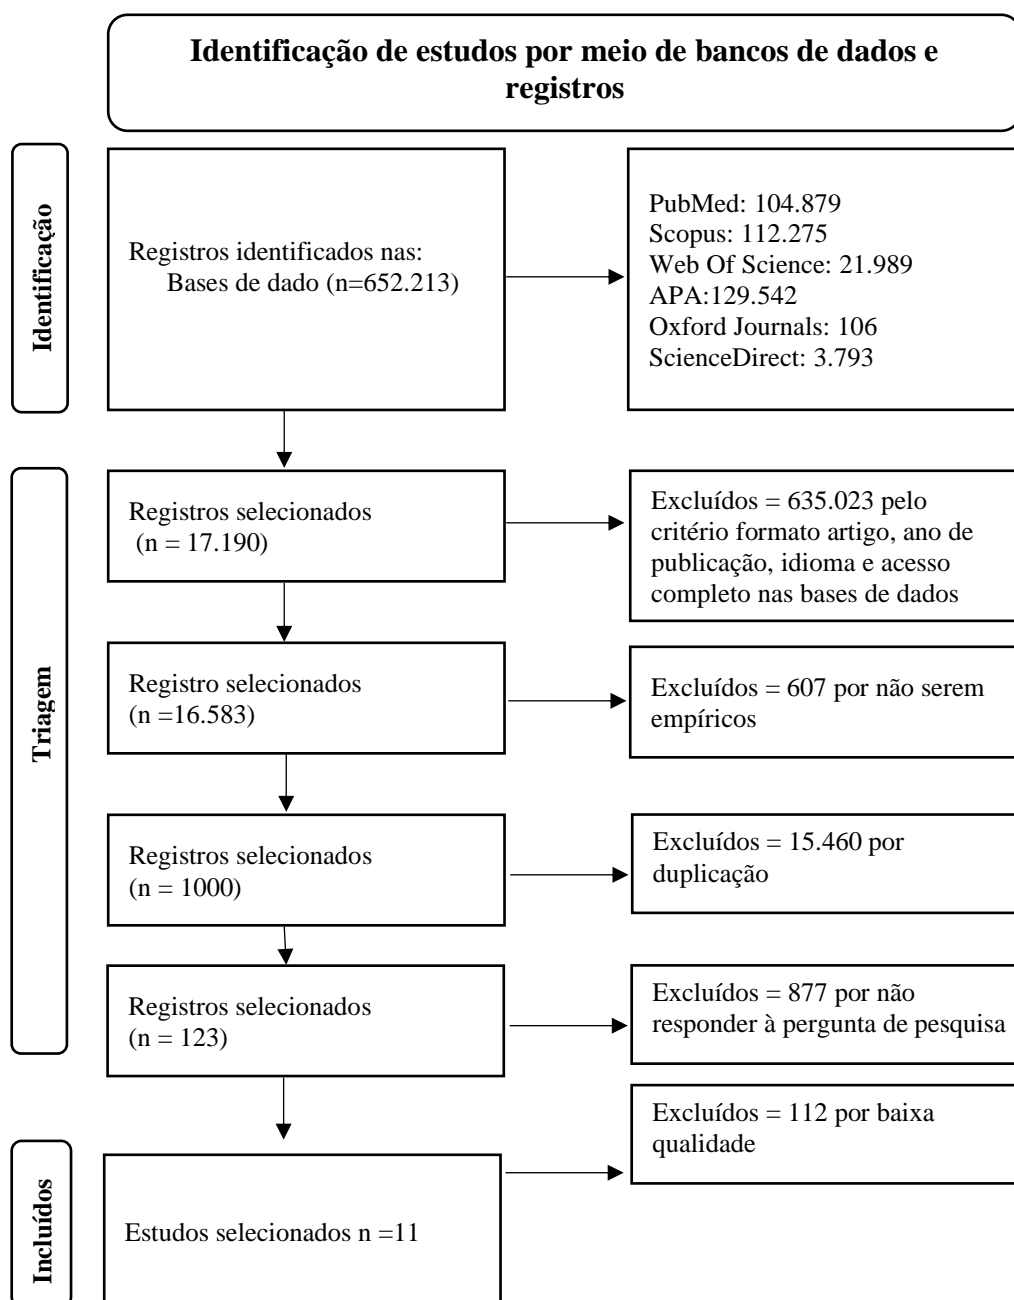 Identificação de estudos por meio de bancos de dados e
registros
Identificação
Registros identificados nas:
Bases de dado (n=652.213)
PubMed: 104.879
Scopus: 112.275
Web Of Science: 21.989
APA:129.542
Oxford Journals: 106
ScienceDirect: 3.793
Triagem
Registros selecionados
(n = 17.190)
Excluídos = 635.023 pelo
critério formato artigo, ano de
publicação, idioma e acesso
completo nas bases de dados
Registro selecionados
(n =16.583)
Excluídos = 607 por não serem
empíricos
Registros selecionados
(n = 1000)
Excluídos = 15.460 por
duplicação
Registros selecionados
(n = 123)
Excluídos = 877 por não
responder à pergunta de pesquisa
Excluídos = 112 por baixa
qualidade
Incluídos
Estudos selecionados n =11